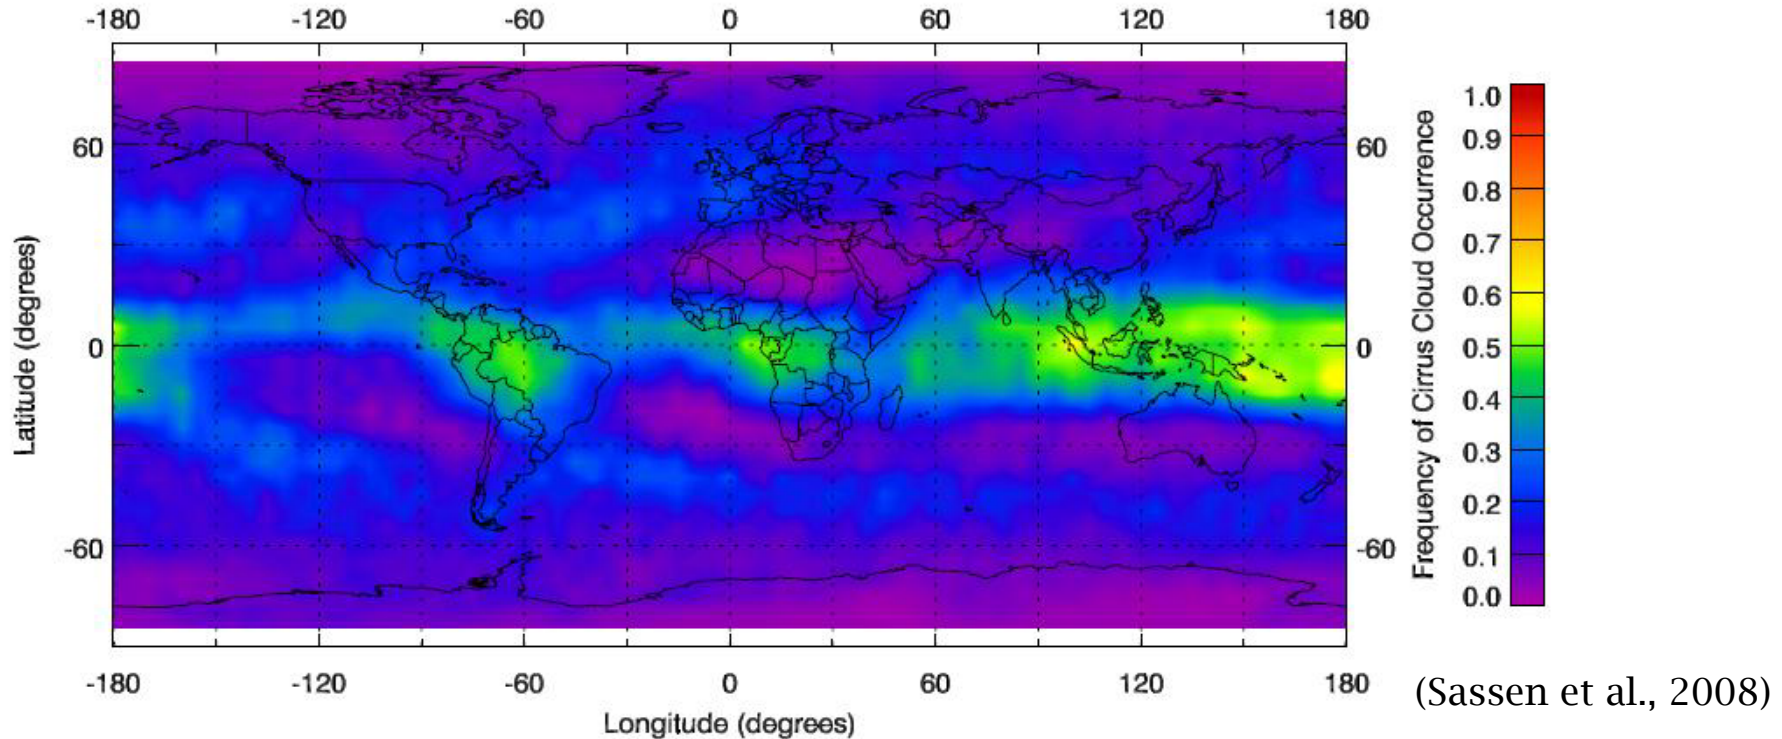 -180 -120 -60 0 60 120 180
60
0
-60
Latitude (degrees)
60
0
-60
-180 -120 -60 0 60 120 180
Longitude (degrees)
Frequency of Cirrus Cloud Occurrence
1.0
0.9
0.8
0.7
0.6
0.5
0.4
0.3
0.2
0.1
0.0
(Sassen et al., 2008)